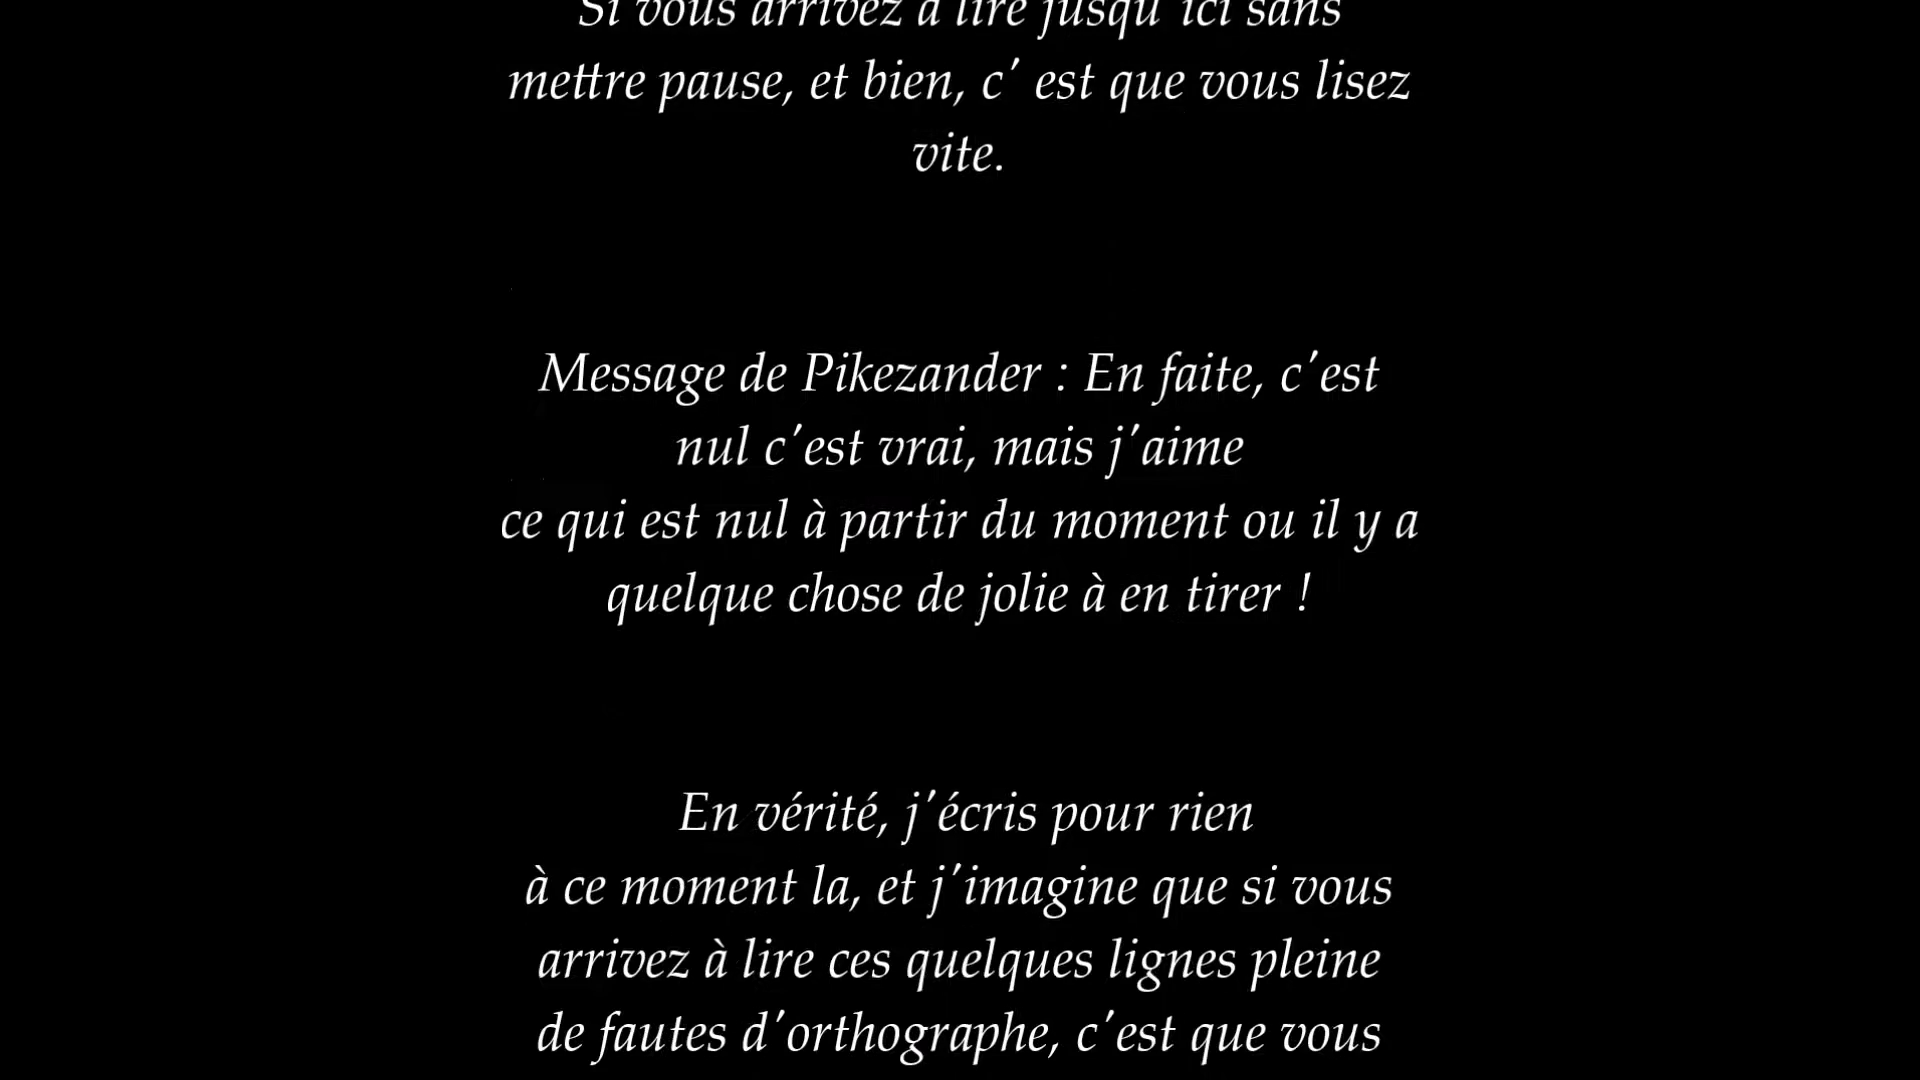 Si vous arrivez à lire jusqu'ici sans
mettre pause, et bien, c' est que vous lisez
vite.
Message de Pikezander : En faite, c'est
nul c'est vrai, mais j'aime
ce qui est nul à partir du moment ou il y a
quelque chose de jolie à en tirer !
En vérité, j'écris pour rien
à ce moment la, et j'imagine que si vous
arrivez à lire ces quelques lignes pleine
de fautes d'orthographe, c'est que vous